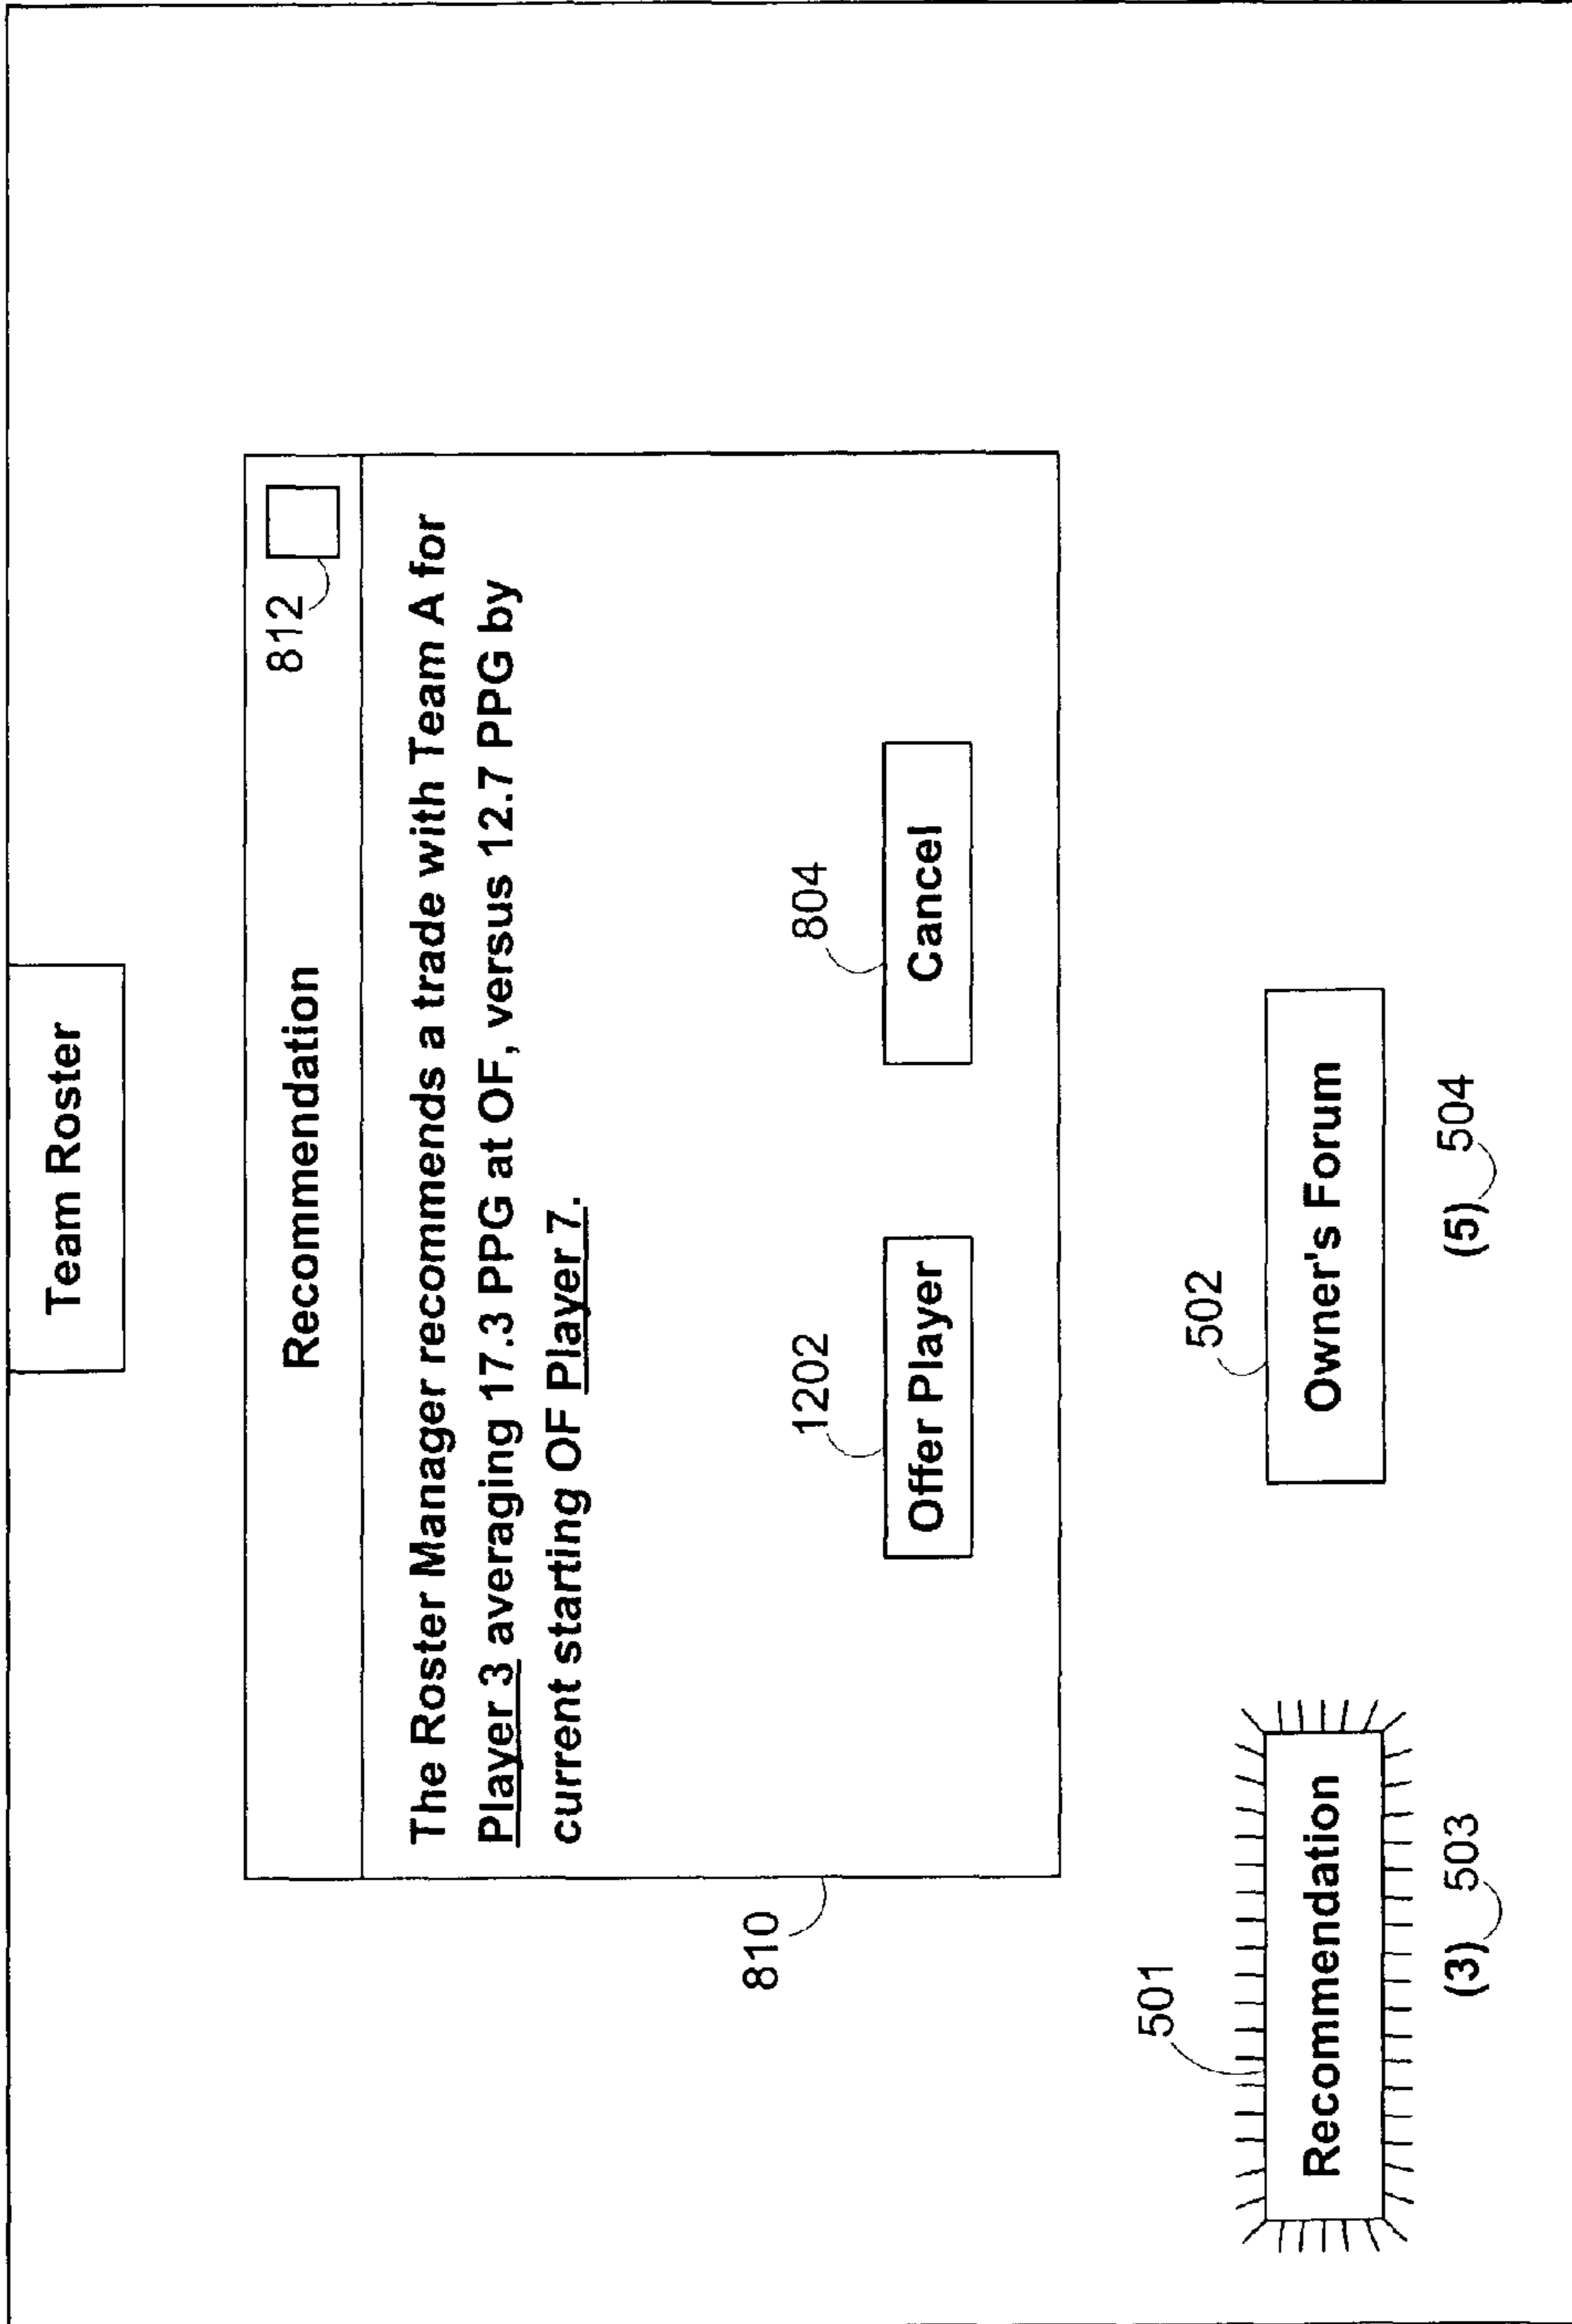 Team Roster
Recommendation
812
The Roster Manager recommends a trade with Team A for
Player 3 averaging 17.3 PPG at OF, versus 12.7 PPG by
current starting OF Player 7.
810
1202
804
Offer Player
Cancel
501
502
Recommendation
Owner's Forum
(3) 503
(5) 504